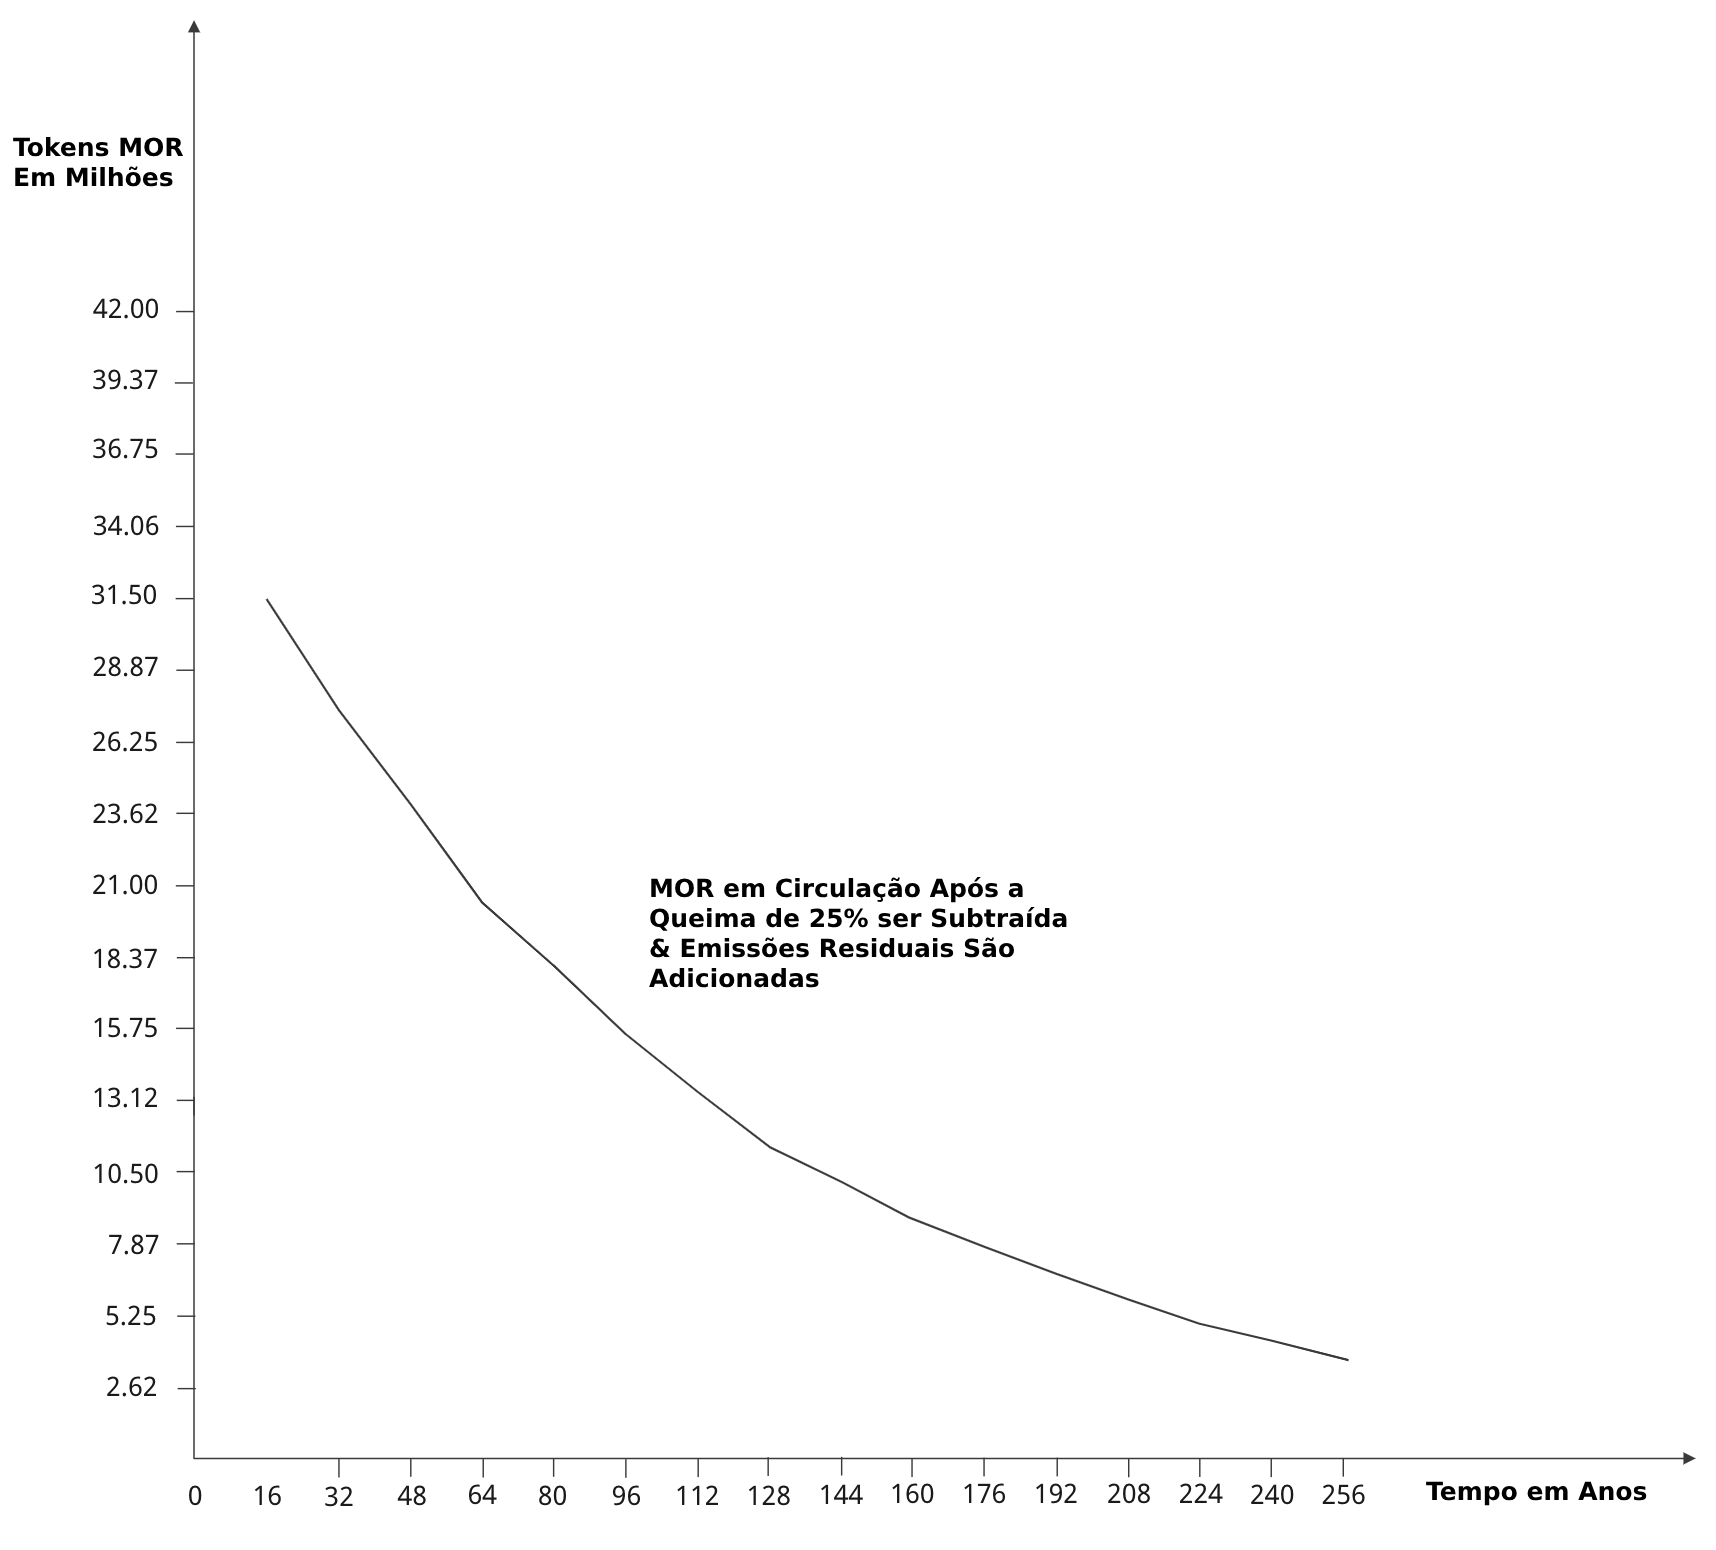 Tokens MOR
Em Milhões
42.00
39.37
36.75
34.06
31.50
28.87
26.25
23.62
21.00
18.37
15.75
13.12
10.50
7.87
5.25
2.62
MOR em Circulação Após a
Queima de 25% ser Subtraída
& Emissões Residuais São
Adicionadas
0 16 32 48 64 80 96 112 128 144 160 176 192 208 224 240 256
Tempo em Anos